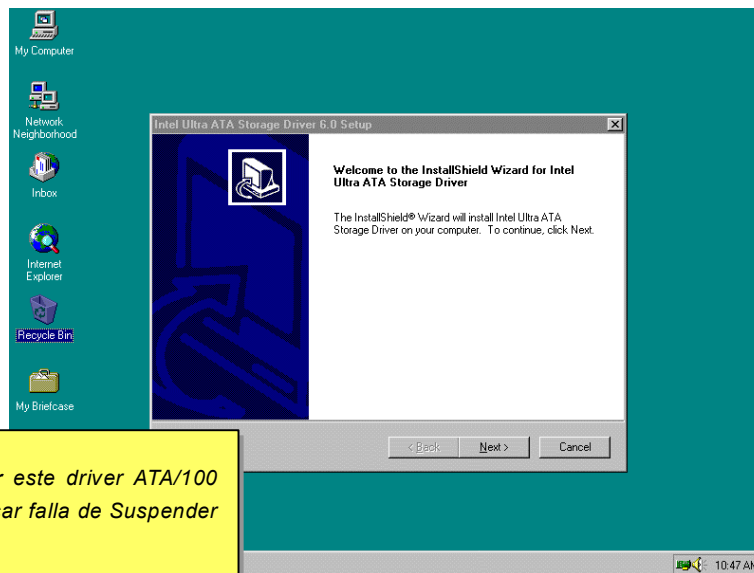 My Computer
Network
Neighborhood
Inbox
Internet
Explorer
Recycle Bin
My Briefcase
Intel Ultra ATA Storage Driver 6.0 Setup
Welcome to the InstallShield Wizard for Intel
Ultra ATA Storage Driver
The InstallShield® Wizard will install Intel Ultra ATA
Storage Driver on your computer. To continue, click Next.
< Back
Next >
Cancel
este driver ATA/100
falla de Suspender
10:47 AM